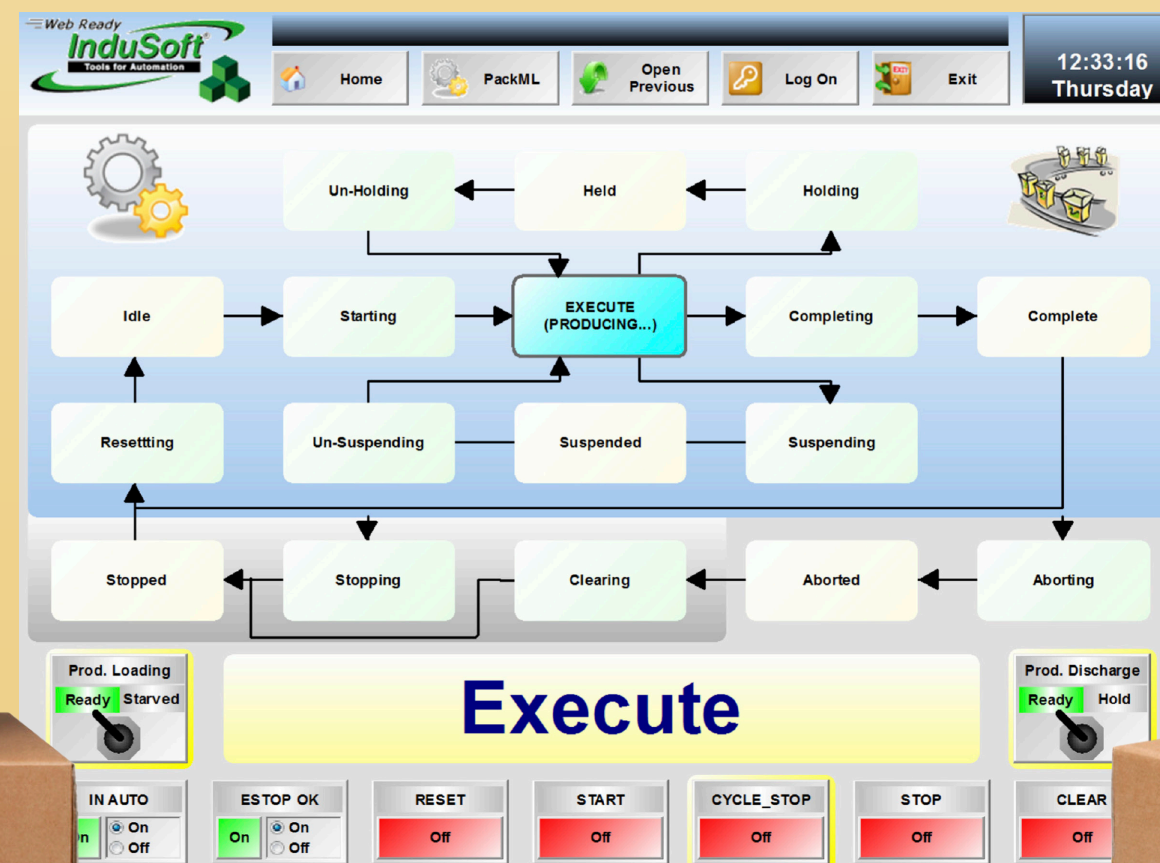 Web Ready
InduSoft
Tools for Automation
Home
PackML
Open
Previous
Log On
EXIT
Exit
12:33:16
Thursday
Un-Holding
Held
Holding
Idle
Starting
EXECUTE
(PRODUCING...)
Completing
Complete
Resettting
Un-Suspending
Suspended
Suspending
Stopped
Stopping
Clearing
Aborted
Aborting
Prod. Loading
Ready Starved
Execute
Prod. Discharge
Ready Hold
IN AUTO
On
Off
ESTOP OK
On
On
Off
RESET
Off
START
Off
CYCLE_STOP
Off
STOP
Off
CLEAR
Off